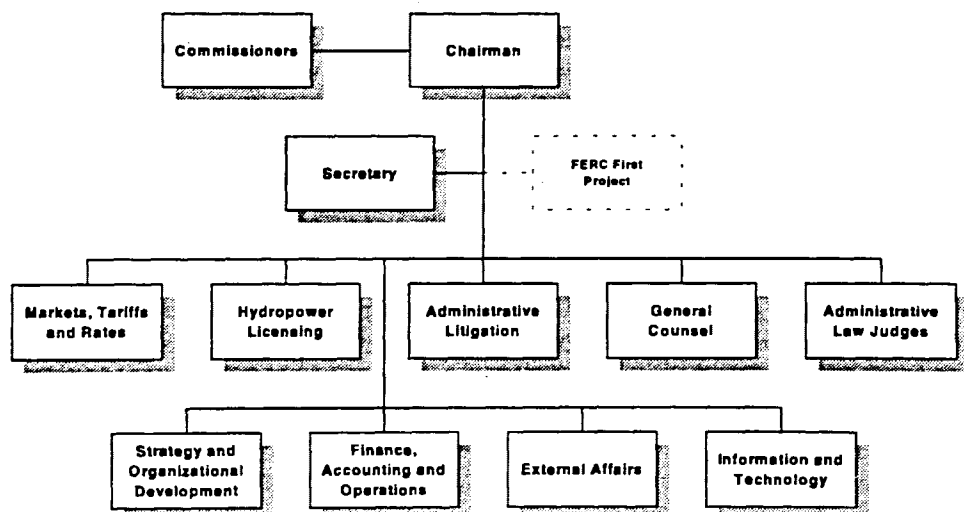 Commissioners
Chairman
Secretary
FERC First
Project
Markets, Tariffs
and Rates
Hydropower
Licensing
Administrative
Litigation
General
Counsel
Administrative
Law Judges
Strategy and
Organizational
Development
Finance,
Accounting and
Operations
External Affairs
Information and
Technology